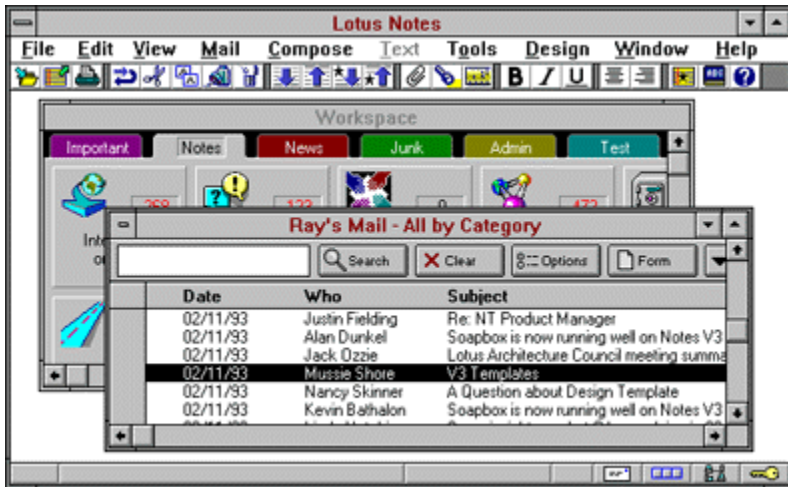 Lotus Notes
File Edit View Mail Compose Text Tools Design Window Help
B I U
Workspace
Important Notes News Junk Admin Test
268 123 0 472
Ray's Mail - All by Category
Search Clear Options Form
Date Who Subject
02/11/93 Justin Fielding Re: NT Product Manager
02/11/93 Alan Dunkel Soapbox is now running well on Notes V3
02/11/93 Jack Ozzie Lotus Architecture Council meeting summa
02/11/93 Mussie Shore V3 Templates
02/11/93 Nancy Skinner A Question about Design Template
02/11/93 Kevin Bathalon Soapbox is now running well on Notes V3